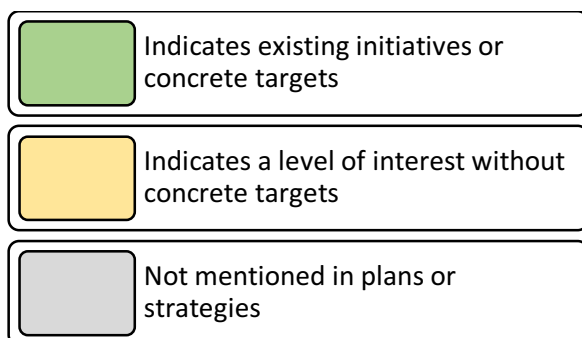 Indicates existing initiatives or
concrete targets
Indicates a level of interest without
concrete targets
Not mentioned in plans or
strategies